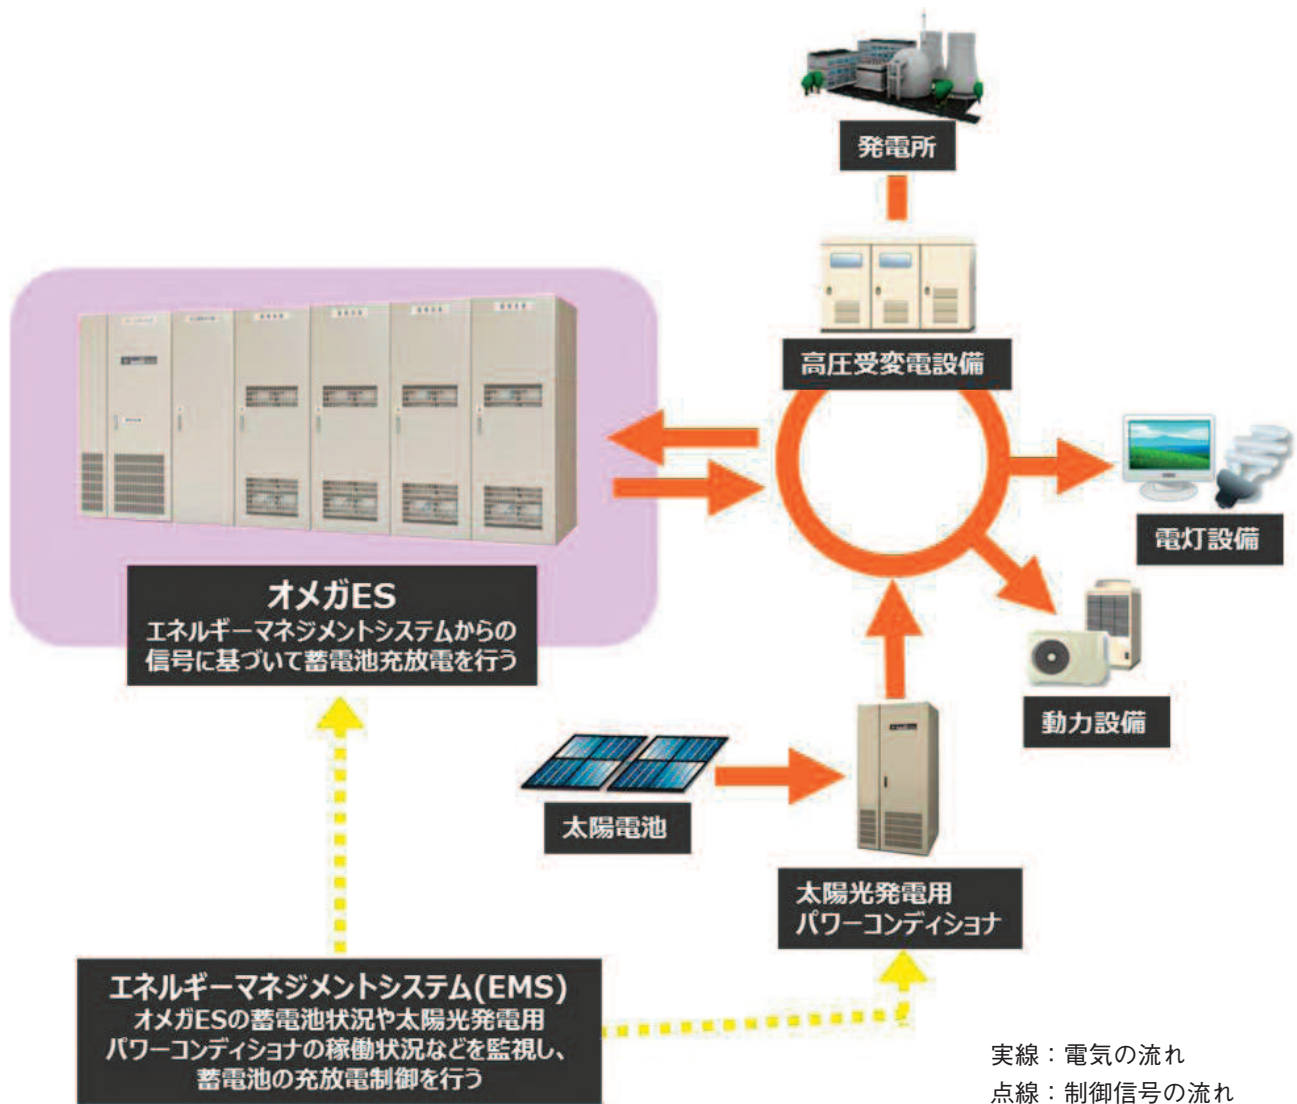 発電所
高圧受変電設備
電灯設備
動力設備
オメガES
エネルギーマネジメントシステムからの
信号に基づいて蓄電池充放電を行う
太陽電池
太陽光発電用
パワーコンディショナ
エネルギーマネジメントシステム(EMS)
オメガESの蓄電池状況や太陽光発電用
パワーコンディショナの稼働状況などを監視し、
蓄電池の充放電制御を行う
実線：電気の流れ
点線：制御信号の流れ